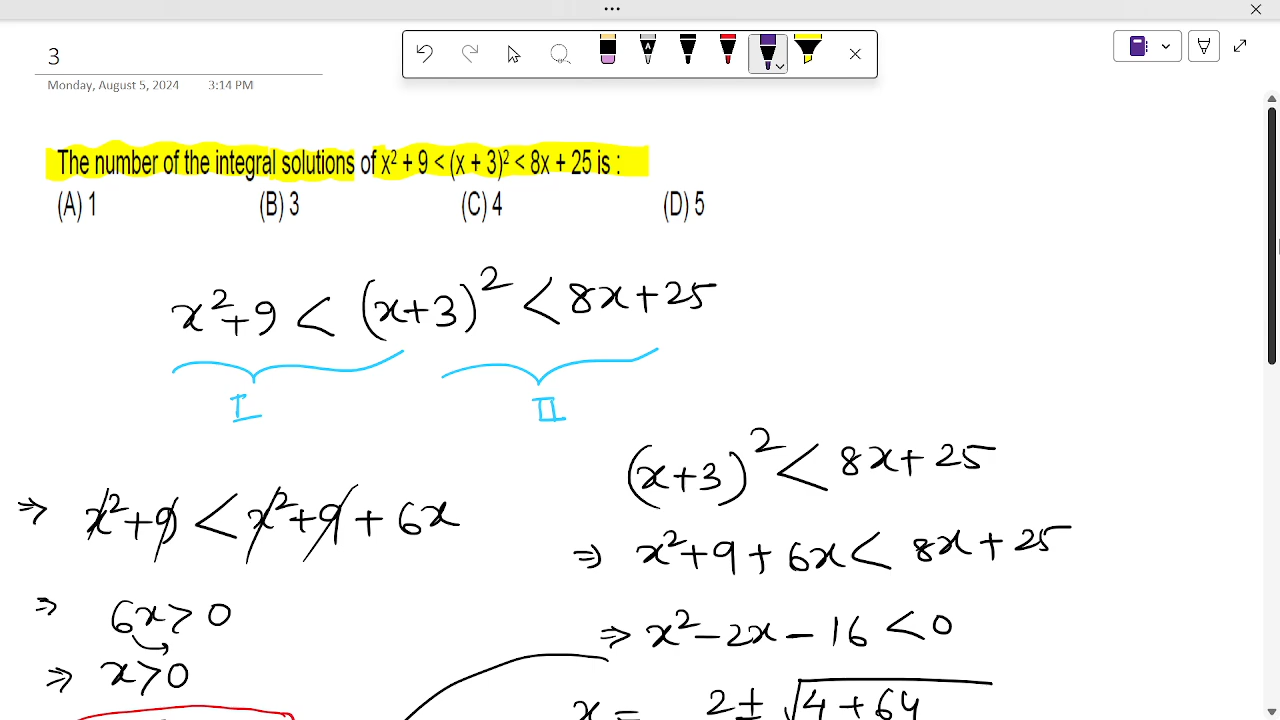 3
Monday, August 5, 2024 3:14 PM
The number of the integral solutions of x² + 9 < (x + 3)² < 8x + 25 is :
(A) 1 (B) 3 (C) 4 (D) 5
x²+9 < (x+3)² < 8x+25
I II
(x+3)² < 8x+25
⇒ x²+9 < x²+9 + 6x
⇒ x²+9+6x < 8x+25
⇒ 6x > 0
⇒ x²-2x-16 < 0
⇒ x > 0
x = 2 ± √4+64